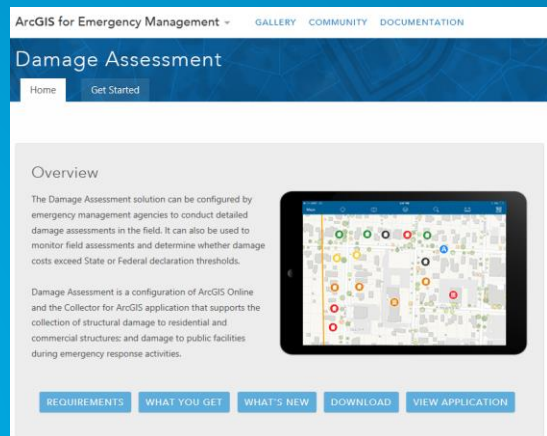 ArcGIS for Emergency Management GALLERY COMMUNITY DOCUMENTATION
Damage Assessment
Home Get Started
Overview
The Damage Assessment solution can be configured by
emergency management agencies to conduct detailed
damage assessments in the field. It can also be used to
monitor field assessments and determine whether damage
costs exceed State or Federal declaration thresholds.
Damage Assessment is a configuration of ArcGIS Online
and the Collector for ArcGIS application that supports the
collection of structural damage to residential and
commercial structures; and damage to public facilities
during emergency response activities.
REQUIREMENTS WHAT YOU GET WHAT'S NEW DOWNLOAD VIEW APPLICATION